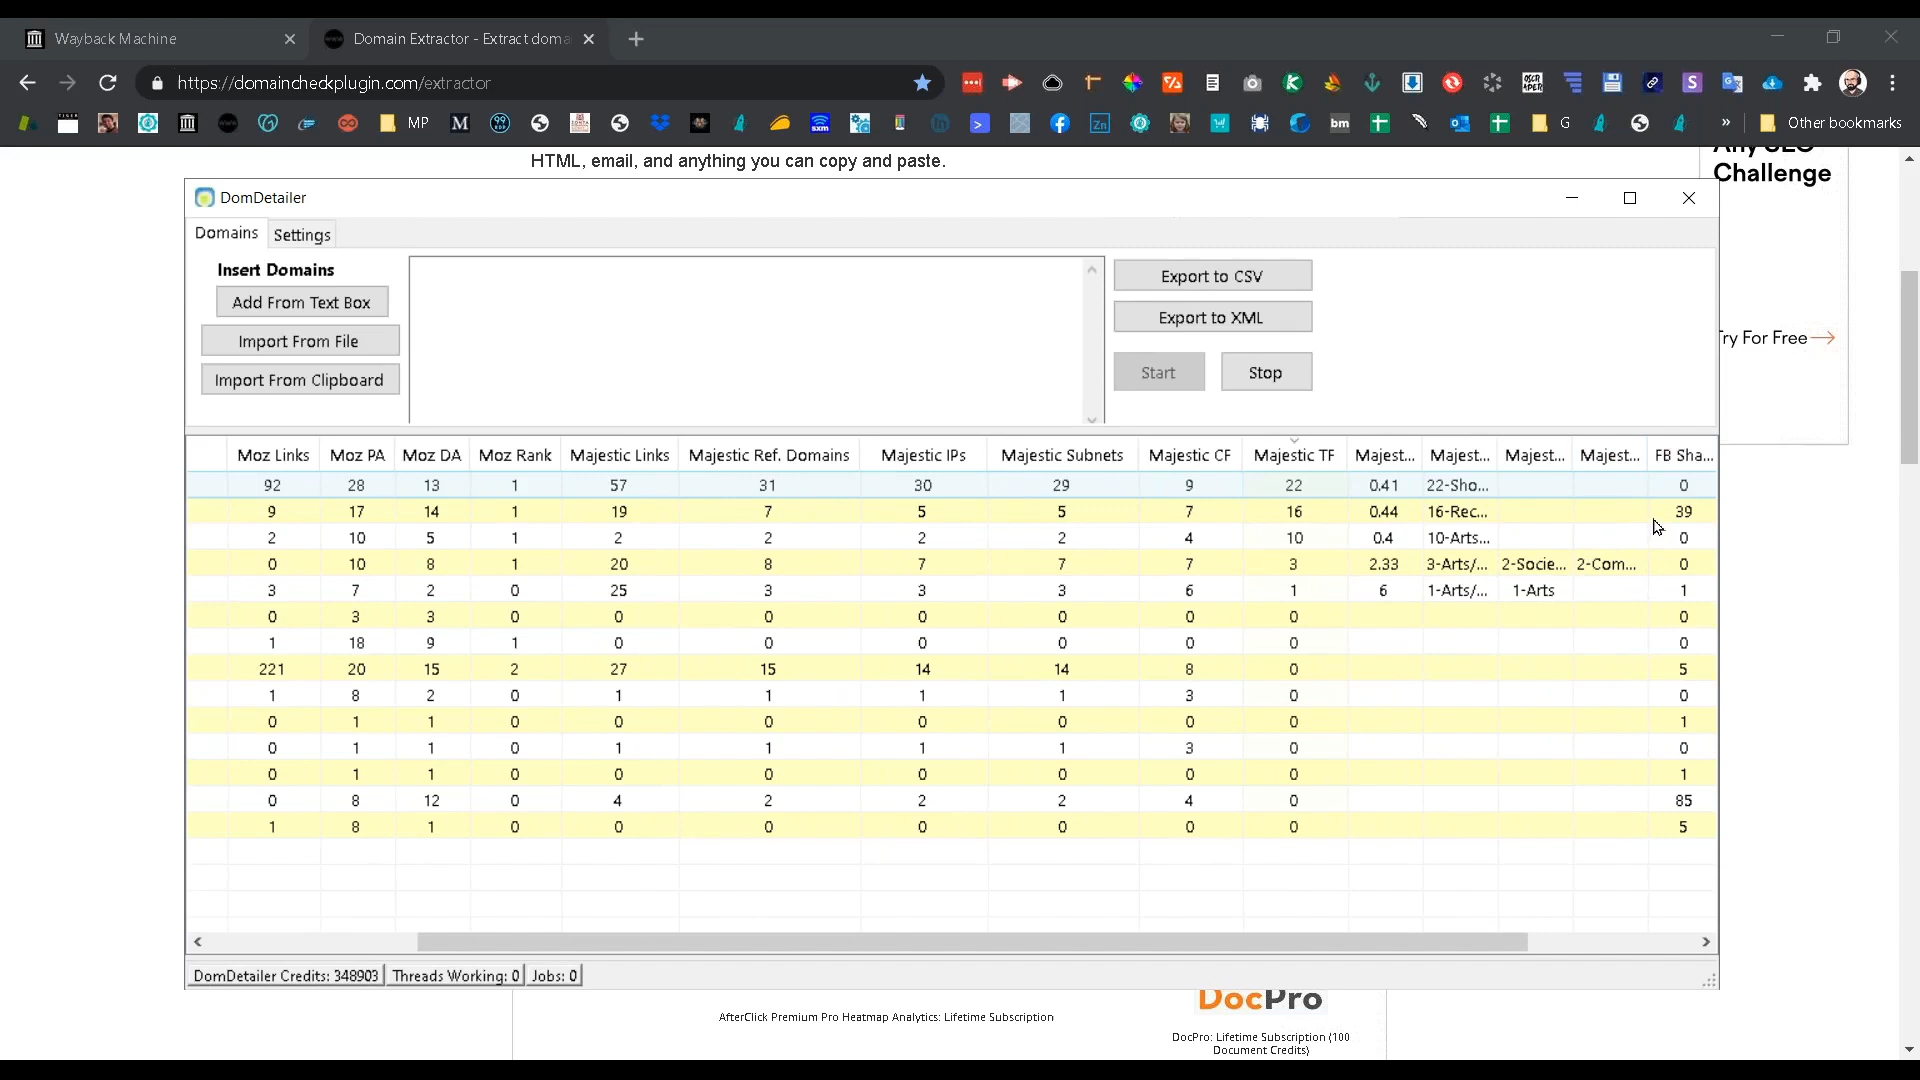 Wayback Machine
Domain Extractor - Extract doma
https://domaincheckplugin.com/extractor
MP
G
Other bookmarks
HTML, email, and anything you can copy and paste.
Challenge
Try For Free
DomDetailer
Domains Settings
Insert Domains
Add From Text Box
Import From File
Import From Clipboard
Export to CSV
Export to XML
Start Stop
Moz Links Moz PA Moz DA Moz Rank Majestic Links Majestic Ref. Domains Majestic IPs Majestic Subnets Majestic CF Majestic TF Majest... Majest... Majest... Majest... FB Sha...
92 28 13 1 57 31 30 29 9 22 0.41 22-Sho... 0
9 17 14 1 19 7 5 5 7 16 0.44 16-Rec... 39
2 10 5 1 2 2 2 2 4 10 0.4 10-Arts... 0
0 10 8 1 20 8 7 7 7 3 2.33 3-Arts/... 2-Socie... 2-Com... 0
3 7 2 0 25 3 3 3 6 1 6 1-Arts/... 1-Arts 1
0 3 3 0 0 0 0 0 0 0 0
1 18 9 1 0 0 0 0 0 0 0
221 20 15 2 27 15 14 14 8 0 5
1 8 2 0 1 1 1 1 3 0 0
0 1 1 0 0 0 0 0 0 0 1
0 1 1 0 1 1 1 1 3 0 0
0 1 1 0 0 0 0 0 0 0 1
0 8 12 0 4 2 2 2 4 0 85
1 8 1 0 0 0 0 0 0 0 5
DomDetailer Credits: 348903 Threads Working: 0 Jobs: 0
DocPro
AfterClick Premium Pro Heatmap Analytics: Lifetime Subscription
DocPro: Lifetime Subscription (100
Document Credits)